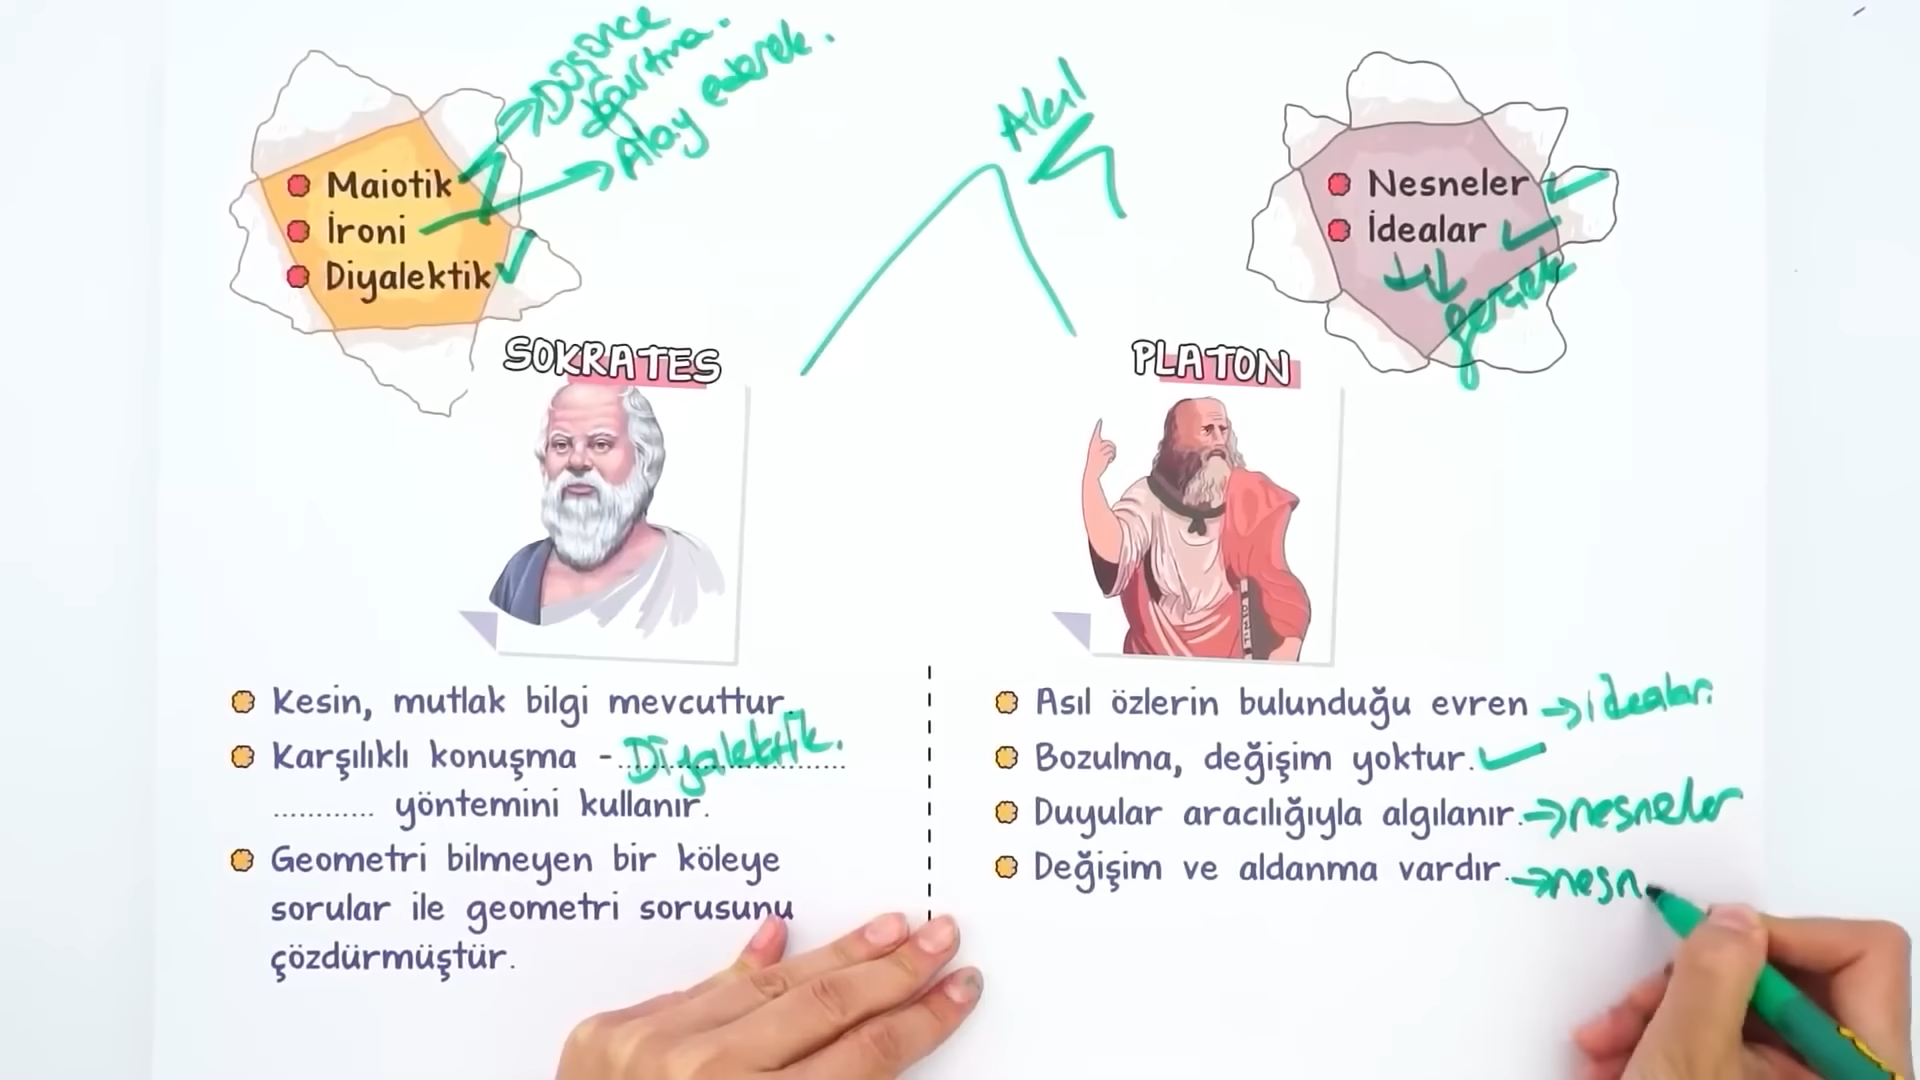 Düşünce
doğurtma.
Alay ederek.
Maiotik
İroni
Diyalektik
Akıl
Nesneler
İdealar
gerçek
SOKRATES
PLATON
Kesin, mutlak bilgi mevcuttur.
Karşılıklı konuşma - Diyalektik.
............ yöntemini kullanır.
Geometri bilmeyen bir köleye
sorular ile geometri sorusunu
çözdürmüştür.
Asıl özlerin bulunduğu evren → idealar.
Bozulma, değişim yoktur.
Duyular aracılığıyla algılanır. → nesneler
Değişim ve aldanma vardır. → nesn